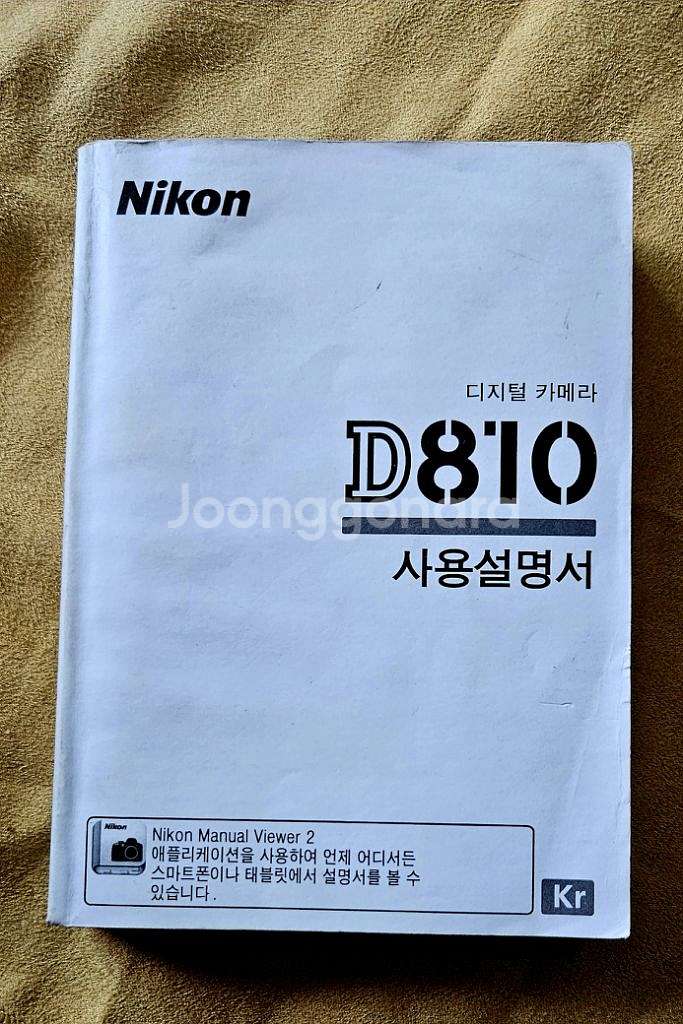 Nikon
디지털 카메라
D810
Joonggonara
사용설명서
Nikon
Nikon Manual Viewer 2
애플리케이션을 사용하여 언제 어디서든
스마트폰이나 태블릿에서 설명서를 볼 수
있습니다.
Kr